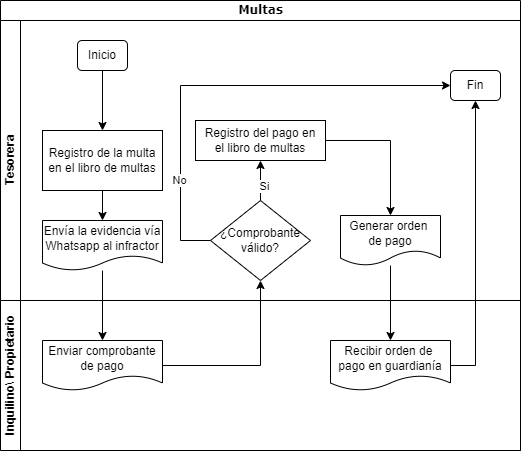 Multas
Tesorera
Inicio
Fin
Registro de la multa
en el libro de multas
Registro del pago en
el libro de multas
No
Si
Envía la evidencia vía
Whatsapp al infractor
¿Comprobante
válido?
Generar orden
de pago
Inquilino\ Propietario
Enviar comprobante
de pago
Recibir orden de
pago en guardianía